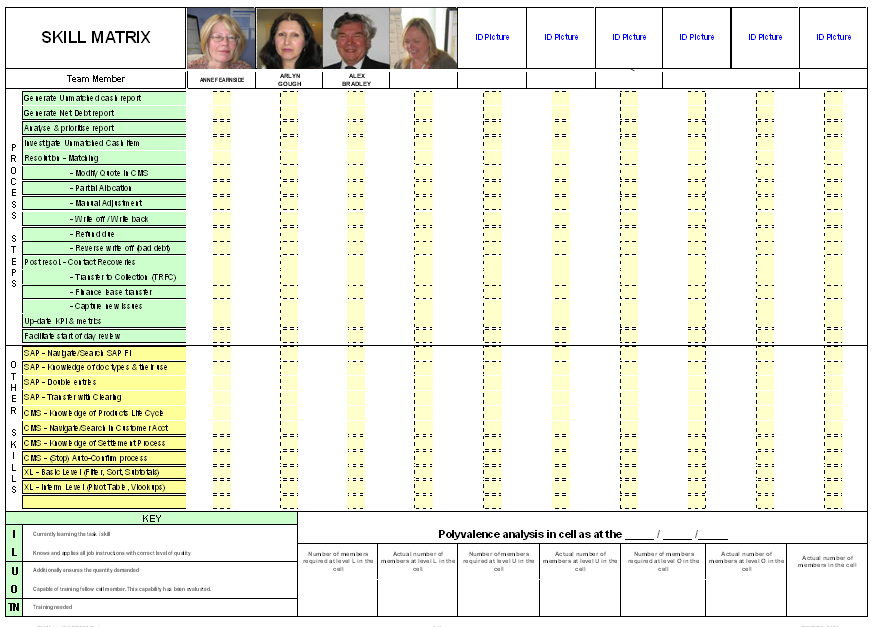 SKILL MATRIX
ID Picture
ID Picture
ID Picture
ID Picture
ID Picture
ID Picture
Team Member
ANNE FEARNSIDE
ARLYN
GOUGH
ALEX
BRADLEY
PROCESS STEPS
Generate Unmatched cash report
Generate Net Debt report
Analyse & prioritise report
Investigate Unmatched Cash Item
Resolution - Matching
- Modify Quote in CMS
- Partial Allocation
- Manual Adjustment
- Write off / Write back
- Refund due
- Reverse write off (bad debt)
Post resol. - Contact Recoveries
- Transfer to Collection (TRFC)
- Finance lease transfer
- Capture new issues
Up-date KPI & metrics
Facilitate start of day review
OTHER SKILLS
SAP - Navigate/Search SAP FI
SAP - Knowledge of doc types & their use
SAP - Double entries
SAP - Transfer with Clearing
CMS - Knowledge of Products Life Cycle
CMS - Navigate/Search in Customer Acct
CMS - Knowledge of Settlement Process
CMS - (Stop) Auto-Confirm process
XL - Basic Level (Filter, Sort, Subtotals)
XL - Interm Level (Pivot Table, Vlookups)
KEY
I Currently learning the task / skill
L Knows and applies all job instructions with correct level of quality
U Additionally ensures the quantity demanded
O Capable of training fellow cell member. This capability has been evaluated.
TN Training needed
Polyvalence analysis in cell as at the _____ / _____ /_____
Number of members required at level L in the cell
Actual number of members at level L in the cell
Number of members required at level U in the cell
Actual number of members at level U in the cell
Number of members required at level O in the cell
Actual number of members at level O in the cell
Actual number of members in the cell